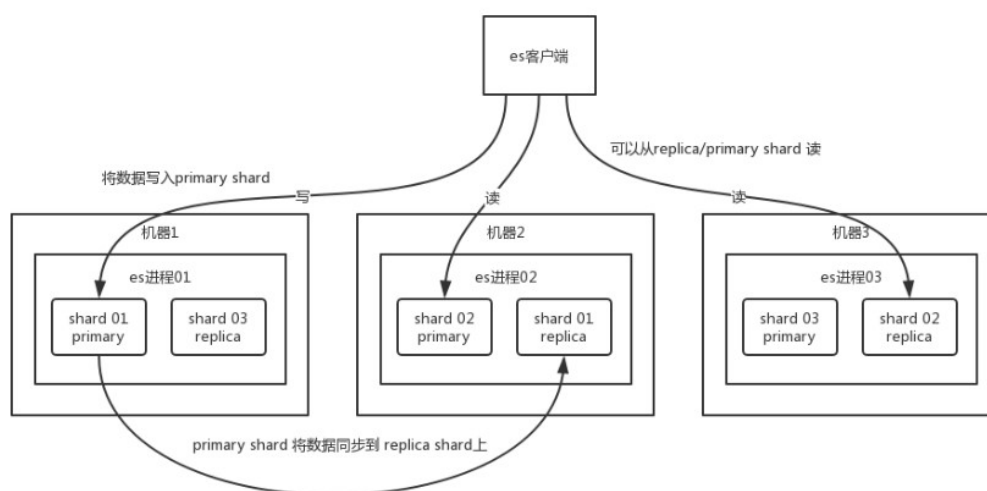 es客户端
可以从replica/primary shard 读
将数据写入primary shard
写
读
读
机器1
机器2
机器3
es进程01
es进程02
es进程03
shard 01
primary
shard 03
replica
shard 02
primary
shard 01
replica
shard 03
primary
shard 02
replica
primary shard 将数据同步到 replica shard上